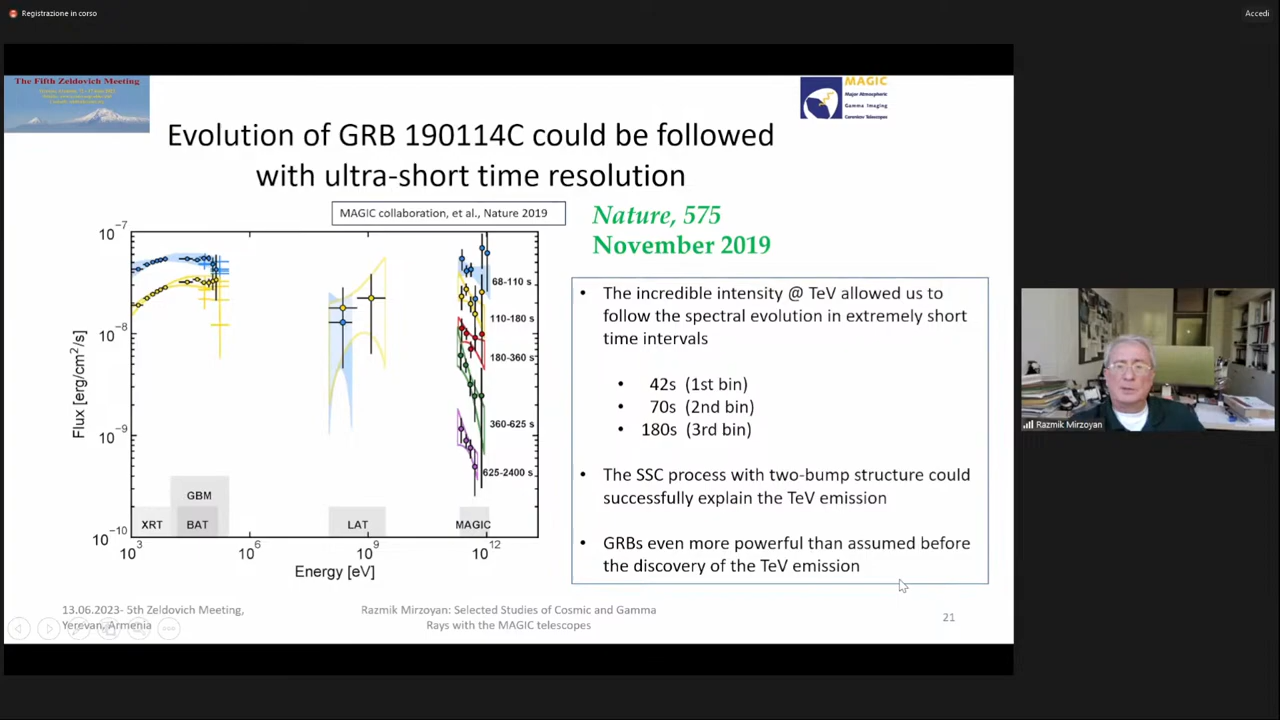 Registrazione in corso
Accedi
The Fifth Zeldovich Meeting
MAGIC
Major Atmospheric
Gamma Imaging
Cerenkov Telescopes
Evolution of GRB 190114C could be followed
with ultra-short time resolution
MAGIC collaboration, et al., Nature 2019
Nature, 575
November 2019
10⁻⁷
10⁻⁸
10⁻⁹
10⁻¹⁰
Flux [erg/cm²/s]
68-110 s
110-180 s
180-360 s
360-625 s
625-2400 s
GBM
XRT
BAT
LAT
MAGIC
10³
10⁶
10⁹
10¹²
Energy [eV]
• The incredible intensity @ TeV allowed us to
follow the spectral evolution in extremely short
time intervals
• 42s (1st bin)
• 70s (2nd bin)
• 180s (3rd bin)
• The SSC process with two-bump structure could
successfully explain the TeV emission
• GRBs even more powerful than assumed before
the discovery of the TeV emission
13.06.2023- 5th Zeldovich Meeting,
Yerevan, Armenia
Razmik Mirzoyan: Selected Studies of Cosmic and Gamma
Rays with the MAGIC telescopes
21
Razmik Mirzoyan